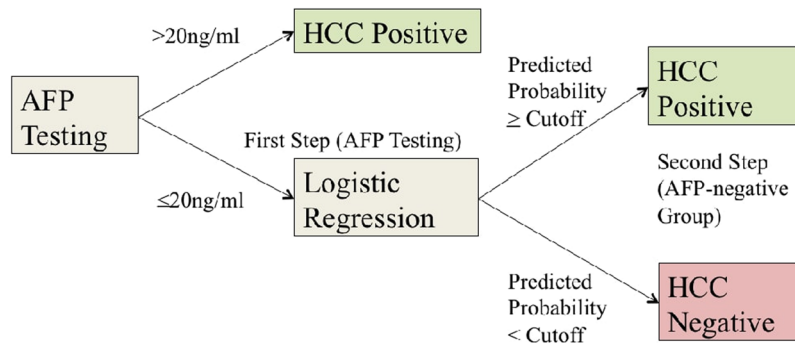 >20ng/ml
HCC Positive
AFP
Testing
First Step (AFP Testing)
≤20ng/ml
Logistic
Regression
Predicted
Probability
≥ Cutoff
HCC
Positive
Second Step
(AFP-negative
Group)
Predicted
Probability
< Cutoff
HCC
Negative